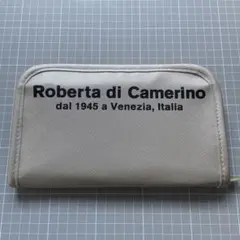 Roberta di Camerino
dal 1945 a Venezia, Italia